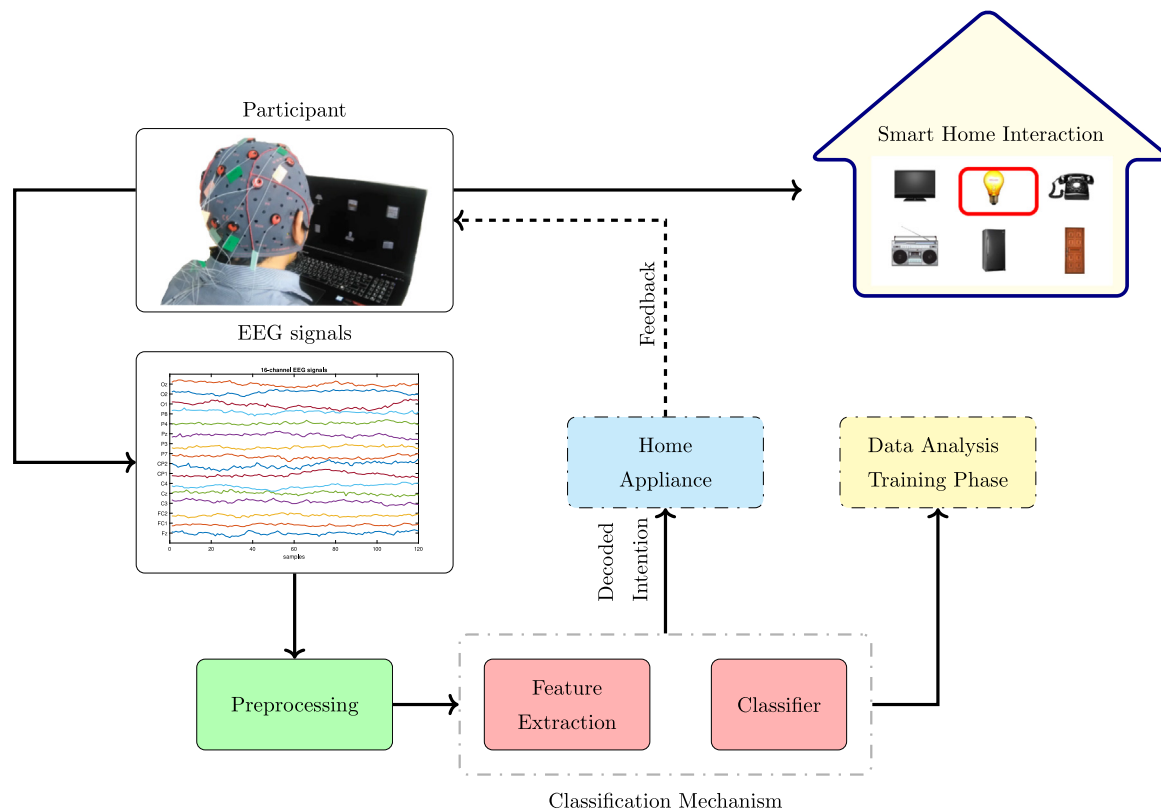 Participant
Smart Home Interaction
EEG signals
16-channel EEG signals
Oz
O2
O1
P8
P4
Pz
P3
P7
CP2
CP1
C4
Cz
C3
FC2
FC1
Fz
0
20
40
60
80
100
120
samples
Feedback
Home
Appliance
Data Analysis
Training Phase
Decoded
Intention
Preprocessing
Feature
Extraction
Classifier
Classification Mechanism